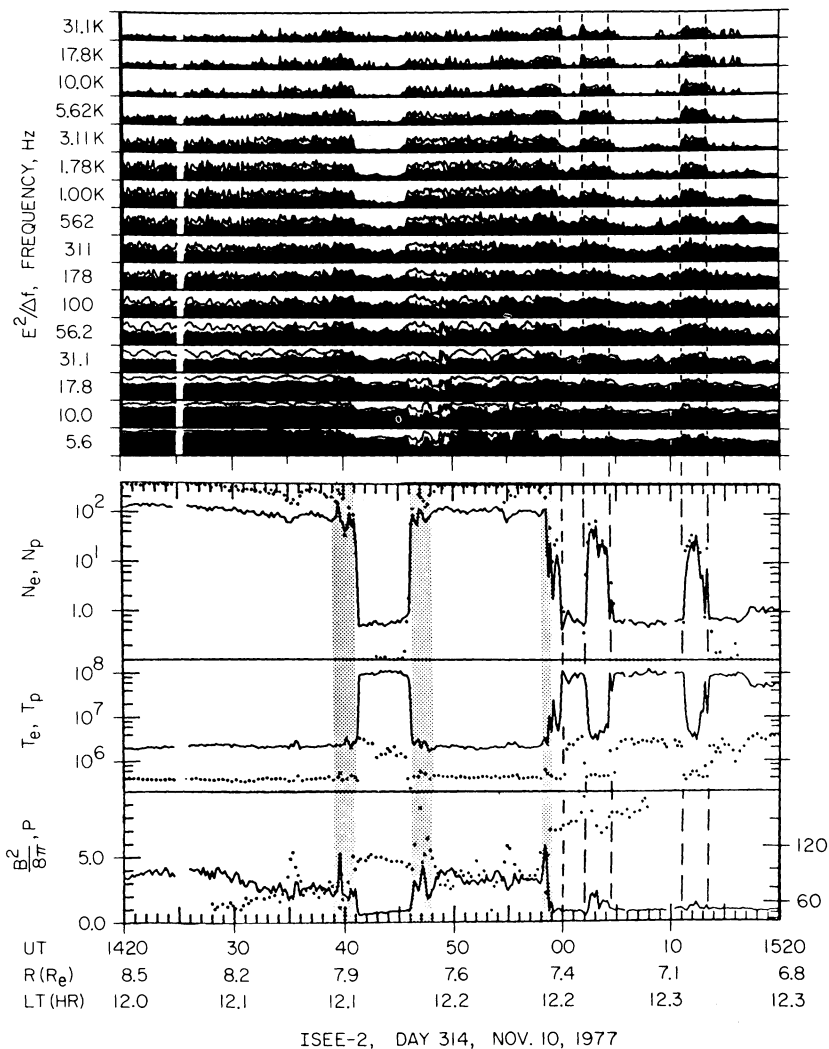 31.1K
17.8K
10.0K
5.62K
3.11K
1.78K
1.00K
562
311
178
100
56.2
31.1
17.8
10.0
5.6
E²/Δf, FREQUENCY, Hz
10²
10¹
1.0
Nₑ, Nₚ
10⁸
10⁷
10⁶
Tₑ, Tₚ
5.0
0.0
B²/8π, P
120
60
UT 1420 30 40 50 00 10 1520
R (Rₑ) 8.5 8.2 7.9 7.6 7.4 7.1 6.8
LT (HR) 12.0 12.1 12.1 12.2 12.2 12.3 12.3
ISEE-2, DAY 314, NOV. 10, 1977